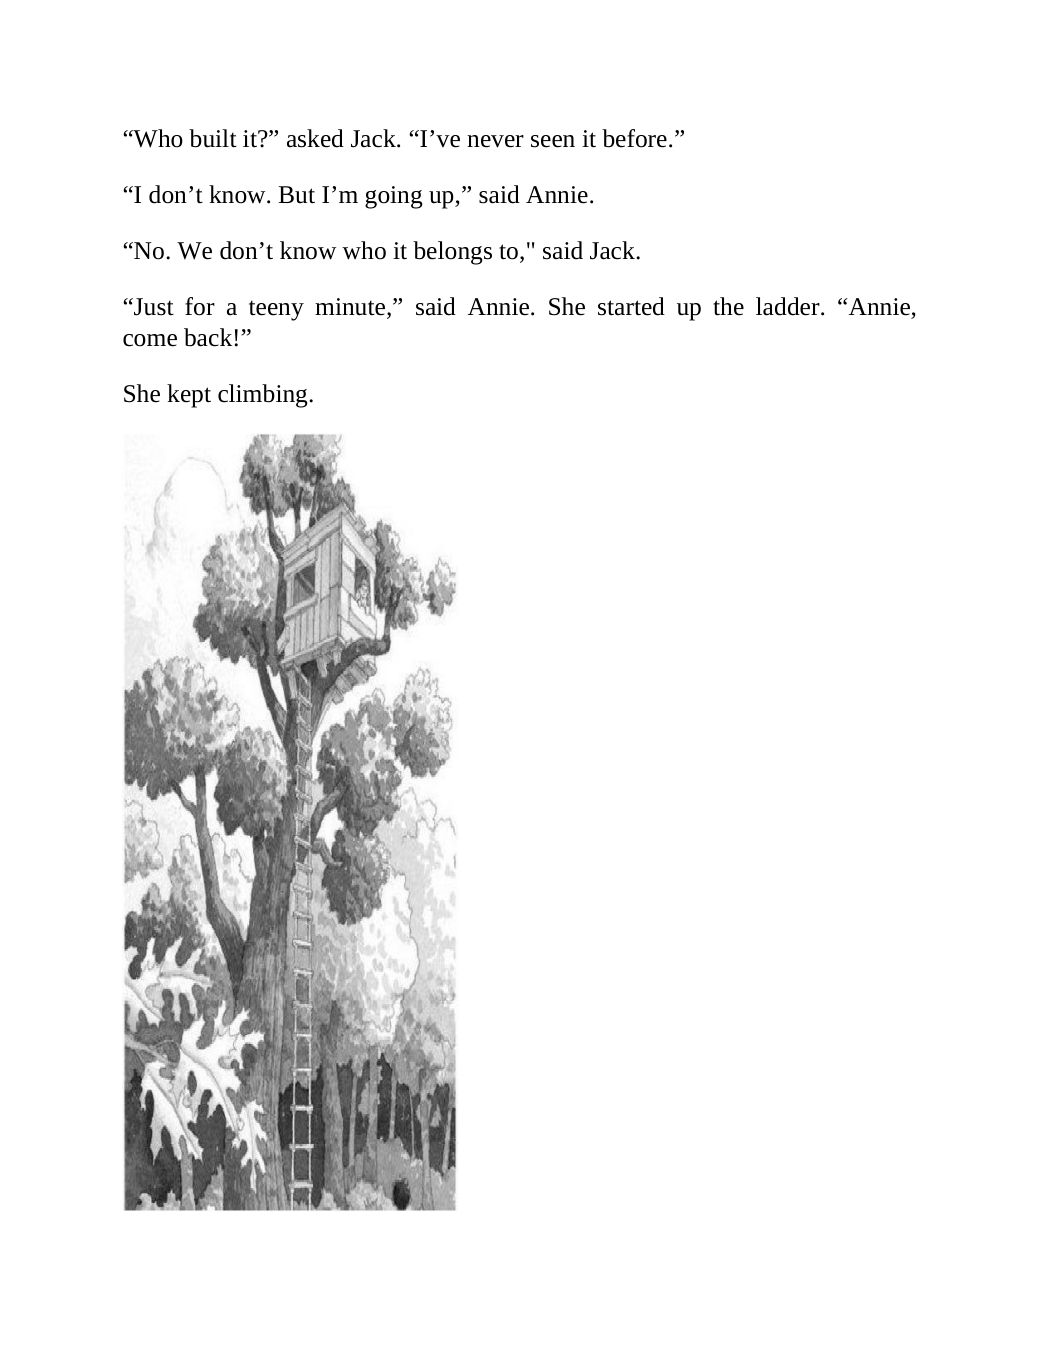 “Who built it?” asked Jack. “I’ve never seen it before.”
“I don’t know. But I’m going up,” said Annie.
“No. We don’t know who it belongs to," said Jack.
“Just for a teeny minute,” said Annie. She started up the ladder. “Annie,
come back!”
She kept climbing.